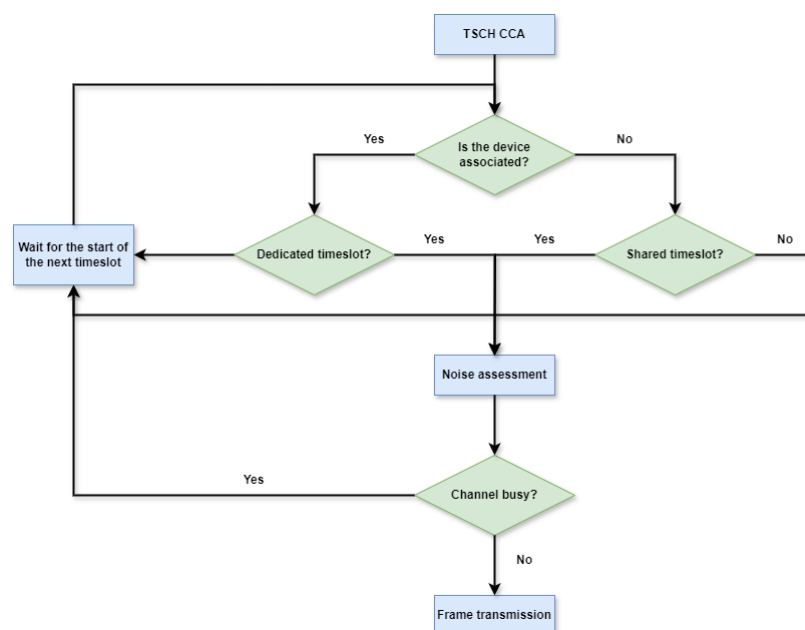 TSCH CCA
Yes
Is the device
associated?
No
Wait for the start of
the next timeslot
Dedicated timeslot?
Yes
Yes
Shared timeslot?
No
Noise assessment
Yes
Channel busy?
No
Frame transmission